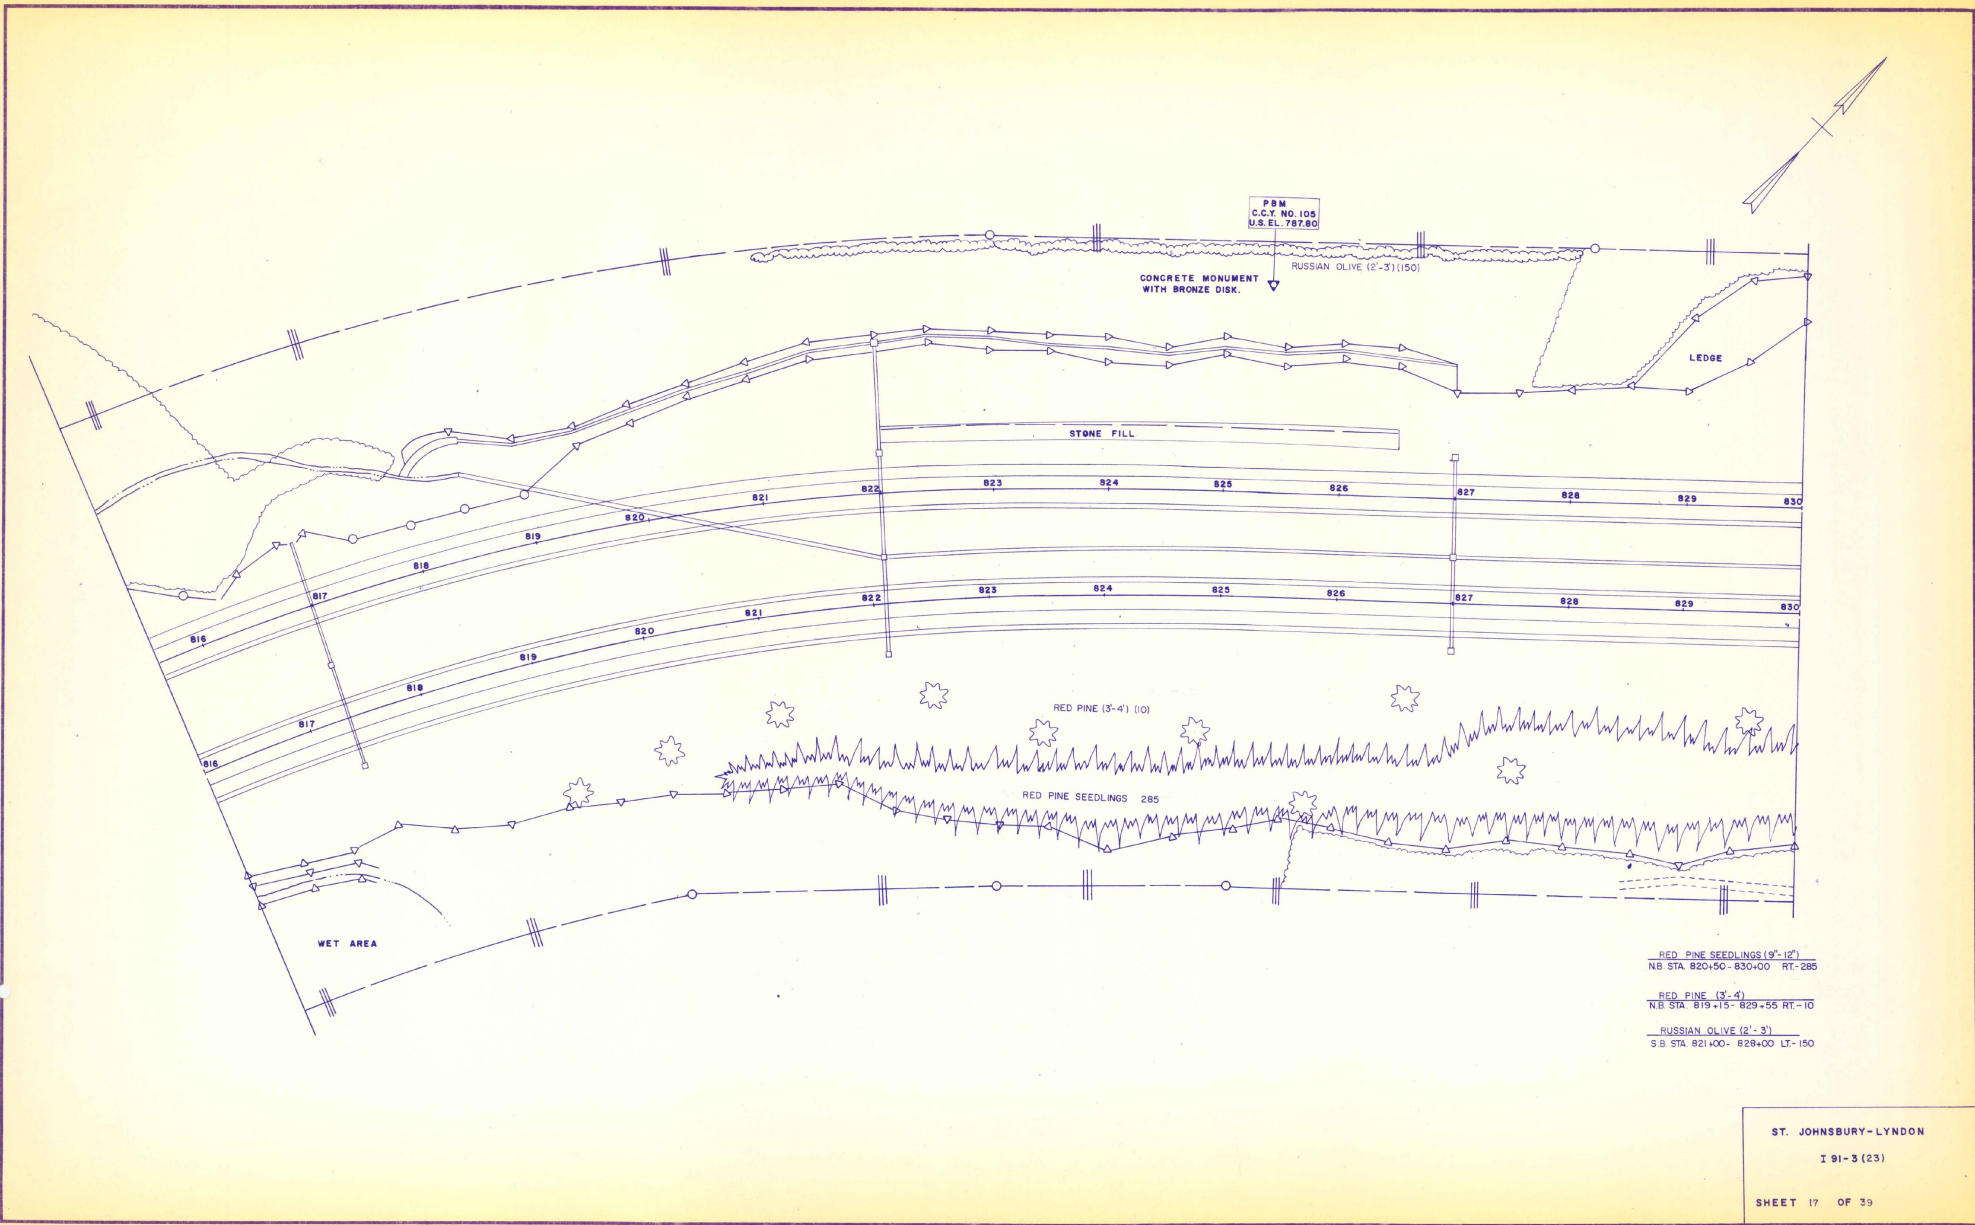 PBM
C.C.Y. NO. 105
U.S. EL. 787.80
RUSSIAN OLIVE (2'-3') (150)
CONCRETE MONUMENT
WITH BRONZE DISK.
LEDGE
STONE FILL
816 817 818 819 820 821 822 823 824 825 826 827 828 829 830
816 817 818 819 820 821 822 823 824 825 826 827 828 829 830
RED PINE (3'-4') (10)
RED PINE SEEDLINGS 285
WET AREA
RED PINE SEEDLINGS (9"-12")
N.B. STA. 820+50 - 830+00 RT.-285
RED PINE (3'-4')
N.B. STA. 819+15 - 829+55 RT.-10
RUSSIAN OLIVE (2'-3')
S.B. STA. 821+00 - 828+00 LT.-150
ST. JOHNSBURY-LYNDON
I 91-3 (23)
SHEET 17 OF 39